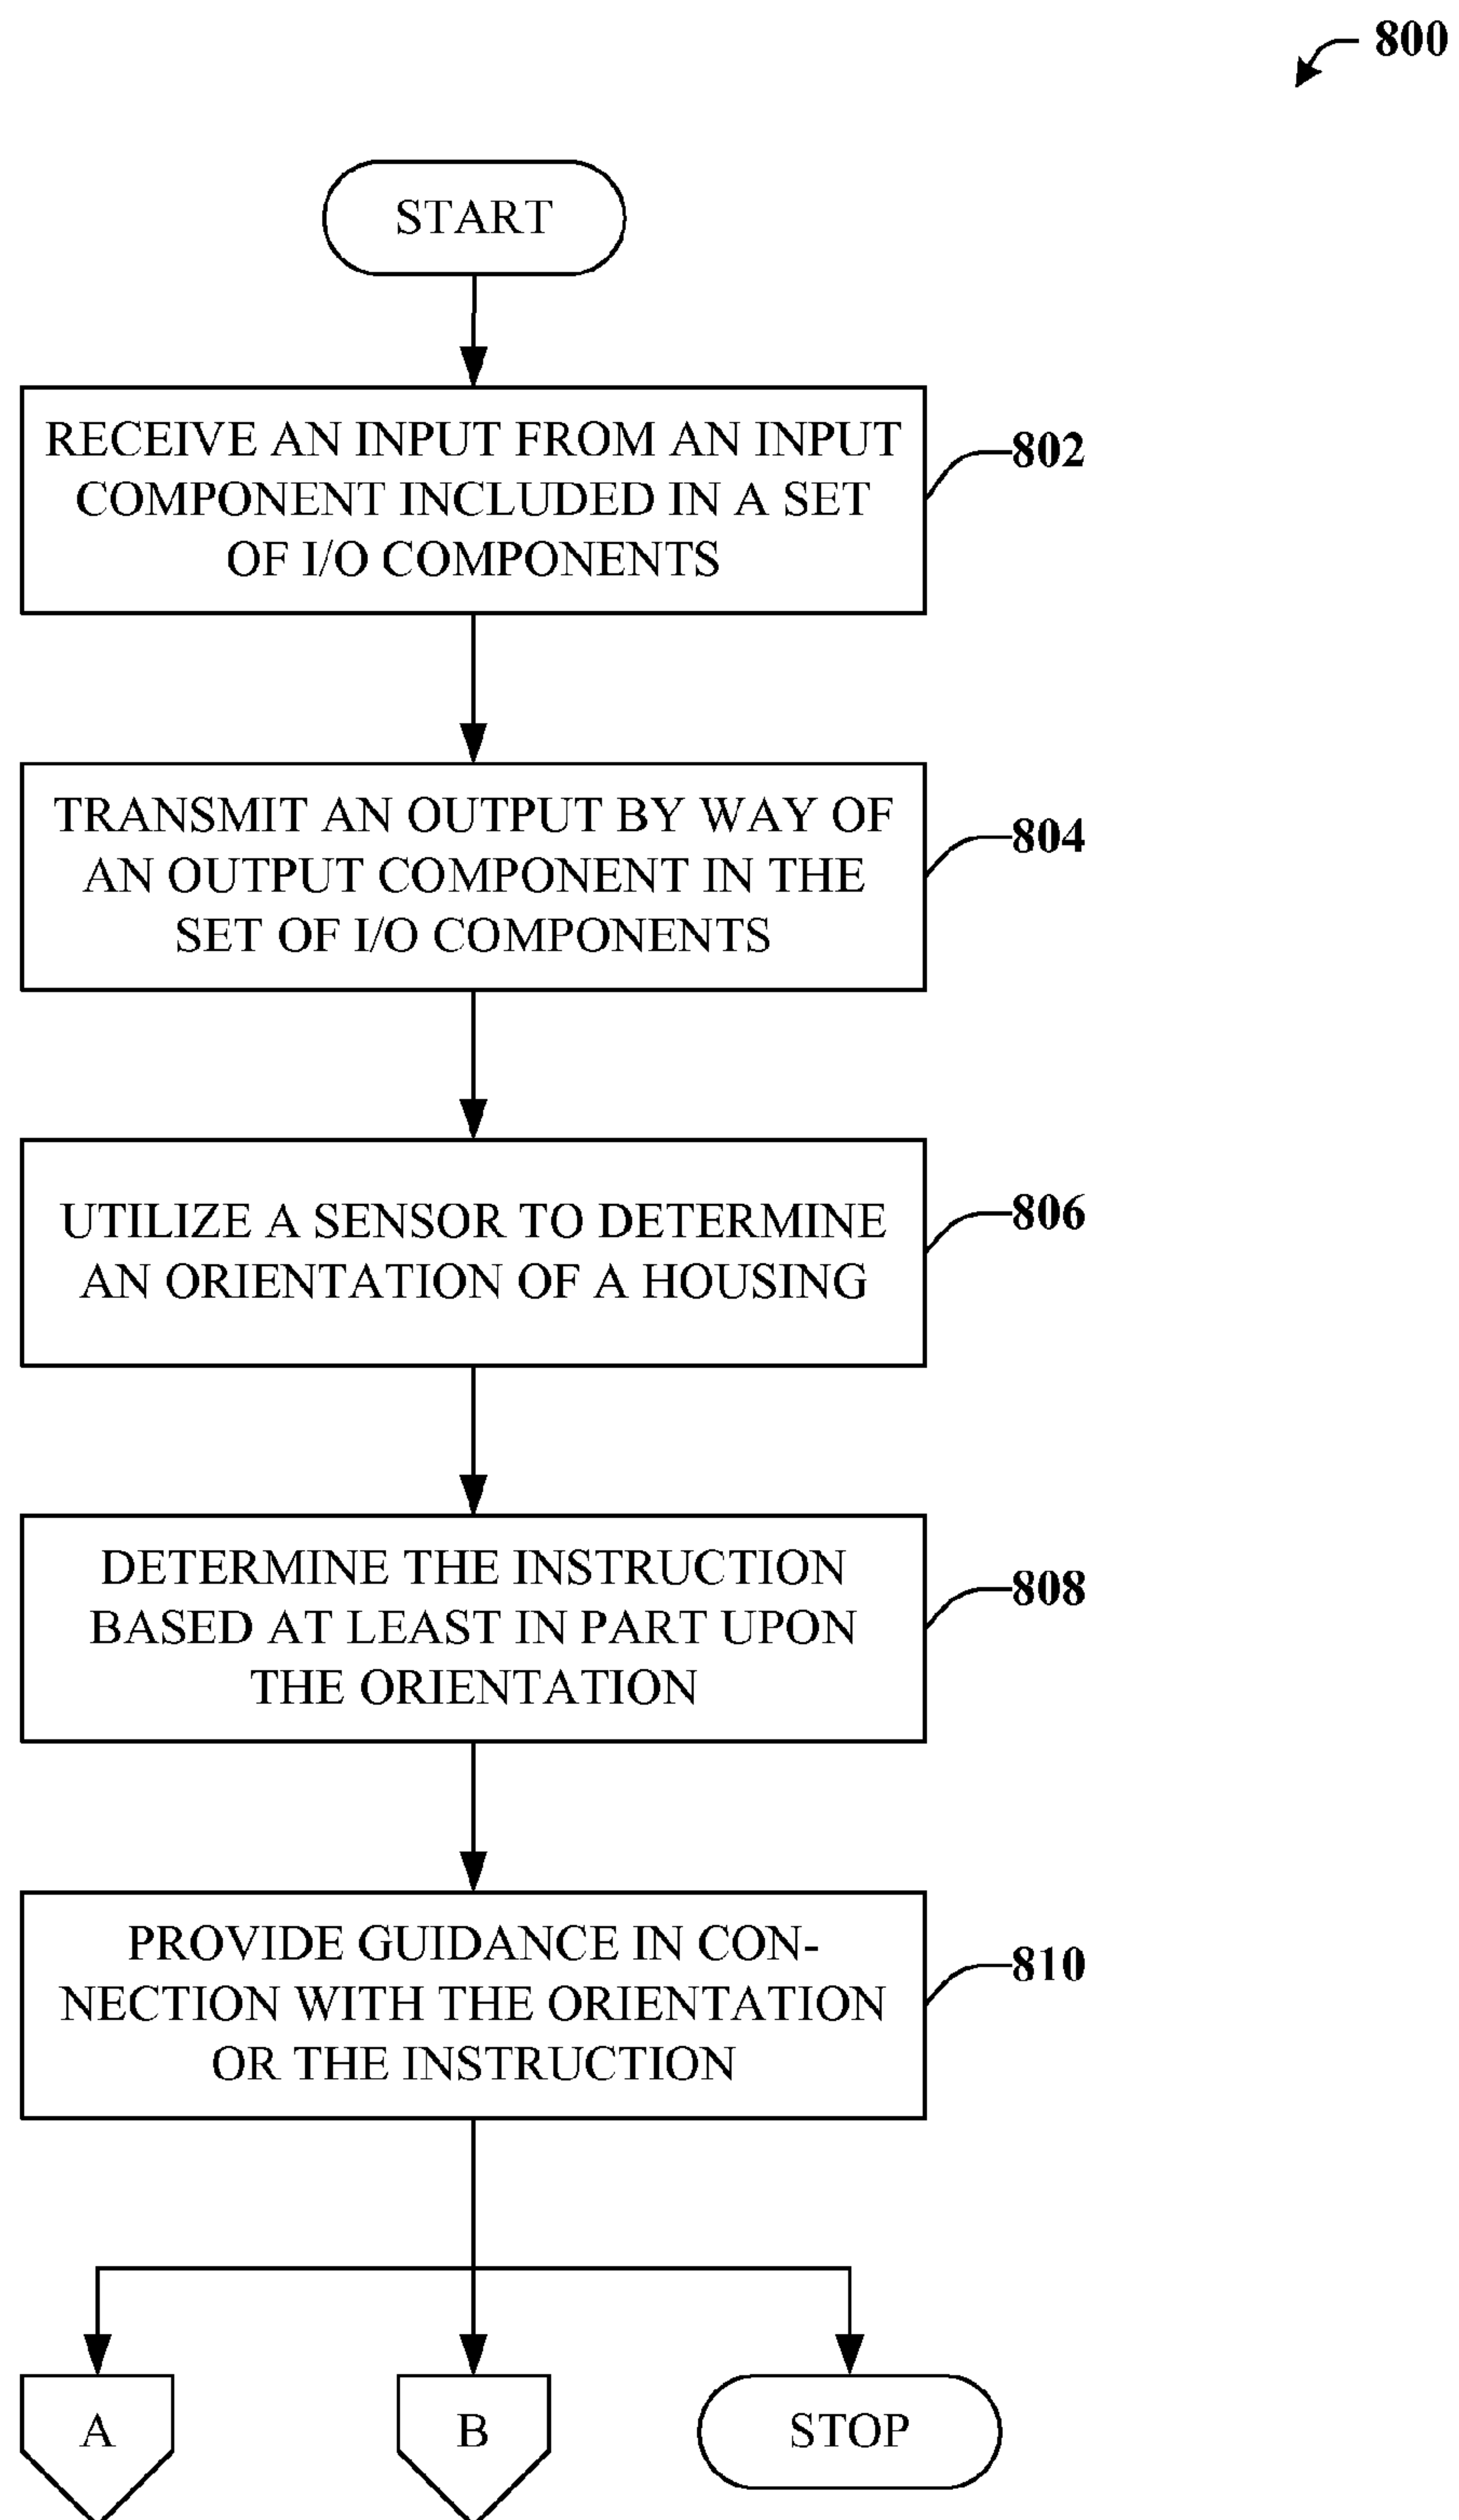 800
START
RECEIVE AN INPUT FROM AN INPUT
COMPONENT INCLUDED IN A SET
OF I/O COMPONENTS
802
TRANSMIT AN OUTPUT BY WAY OF
AN OUTPUT COMPONENT IN THE
SET OF I/O COMPONENTS
804
UTILIZE A SENSOR TO DETERMINE
AN ORIENTATION OF A HOUSING
806
DETERMINE THE INSTRUCTION
BASED AT LEAST IN PART UPON
THE ORIENTATION
808
PROVIDE GUIDANCE IN CON-
NECTION WITH THE ORIENTATION
OR THE INSTRUCTION
810
A
B
STOP